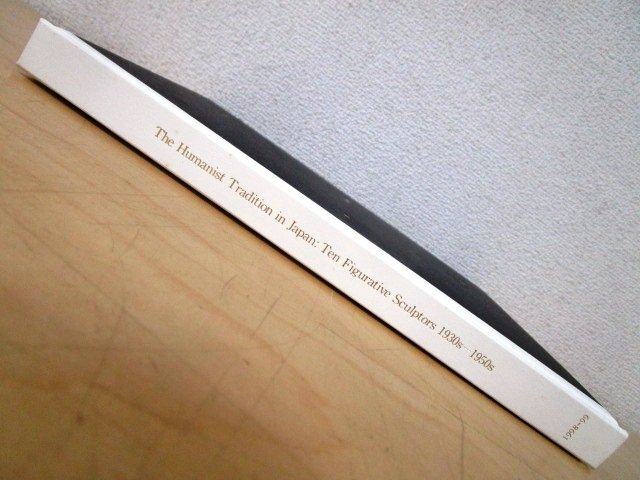 The Humanist Tradition in Japan: Ten Figurative Sculptors 1930s–1950s
1998–99